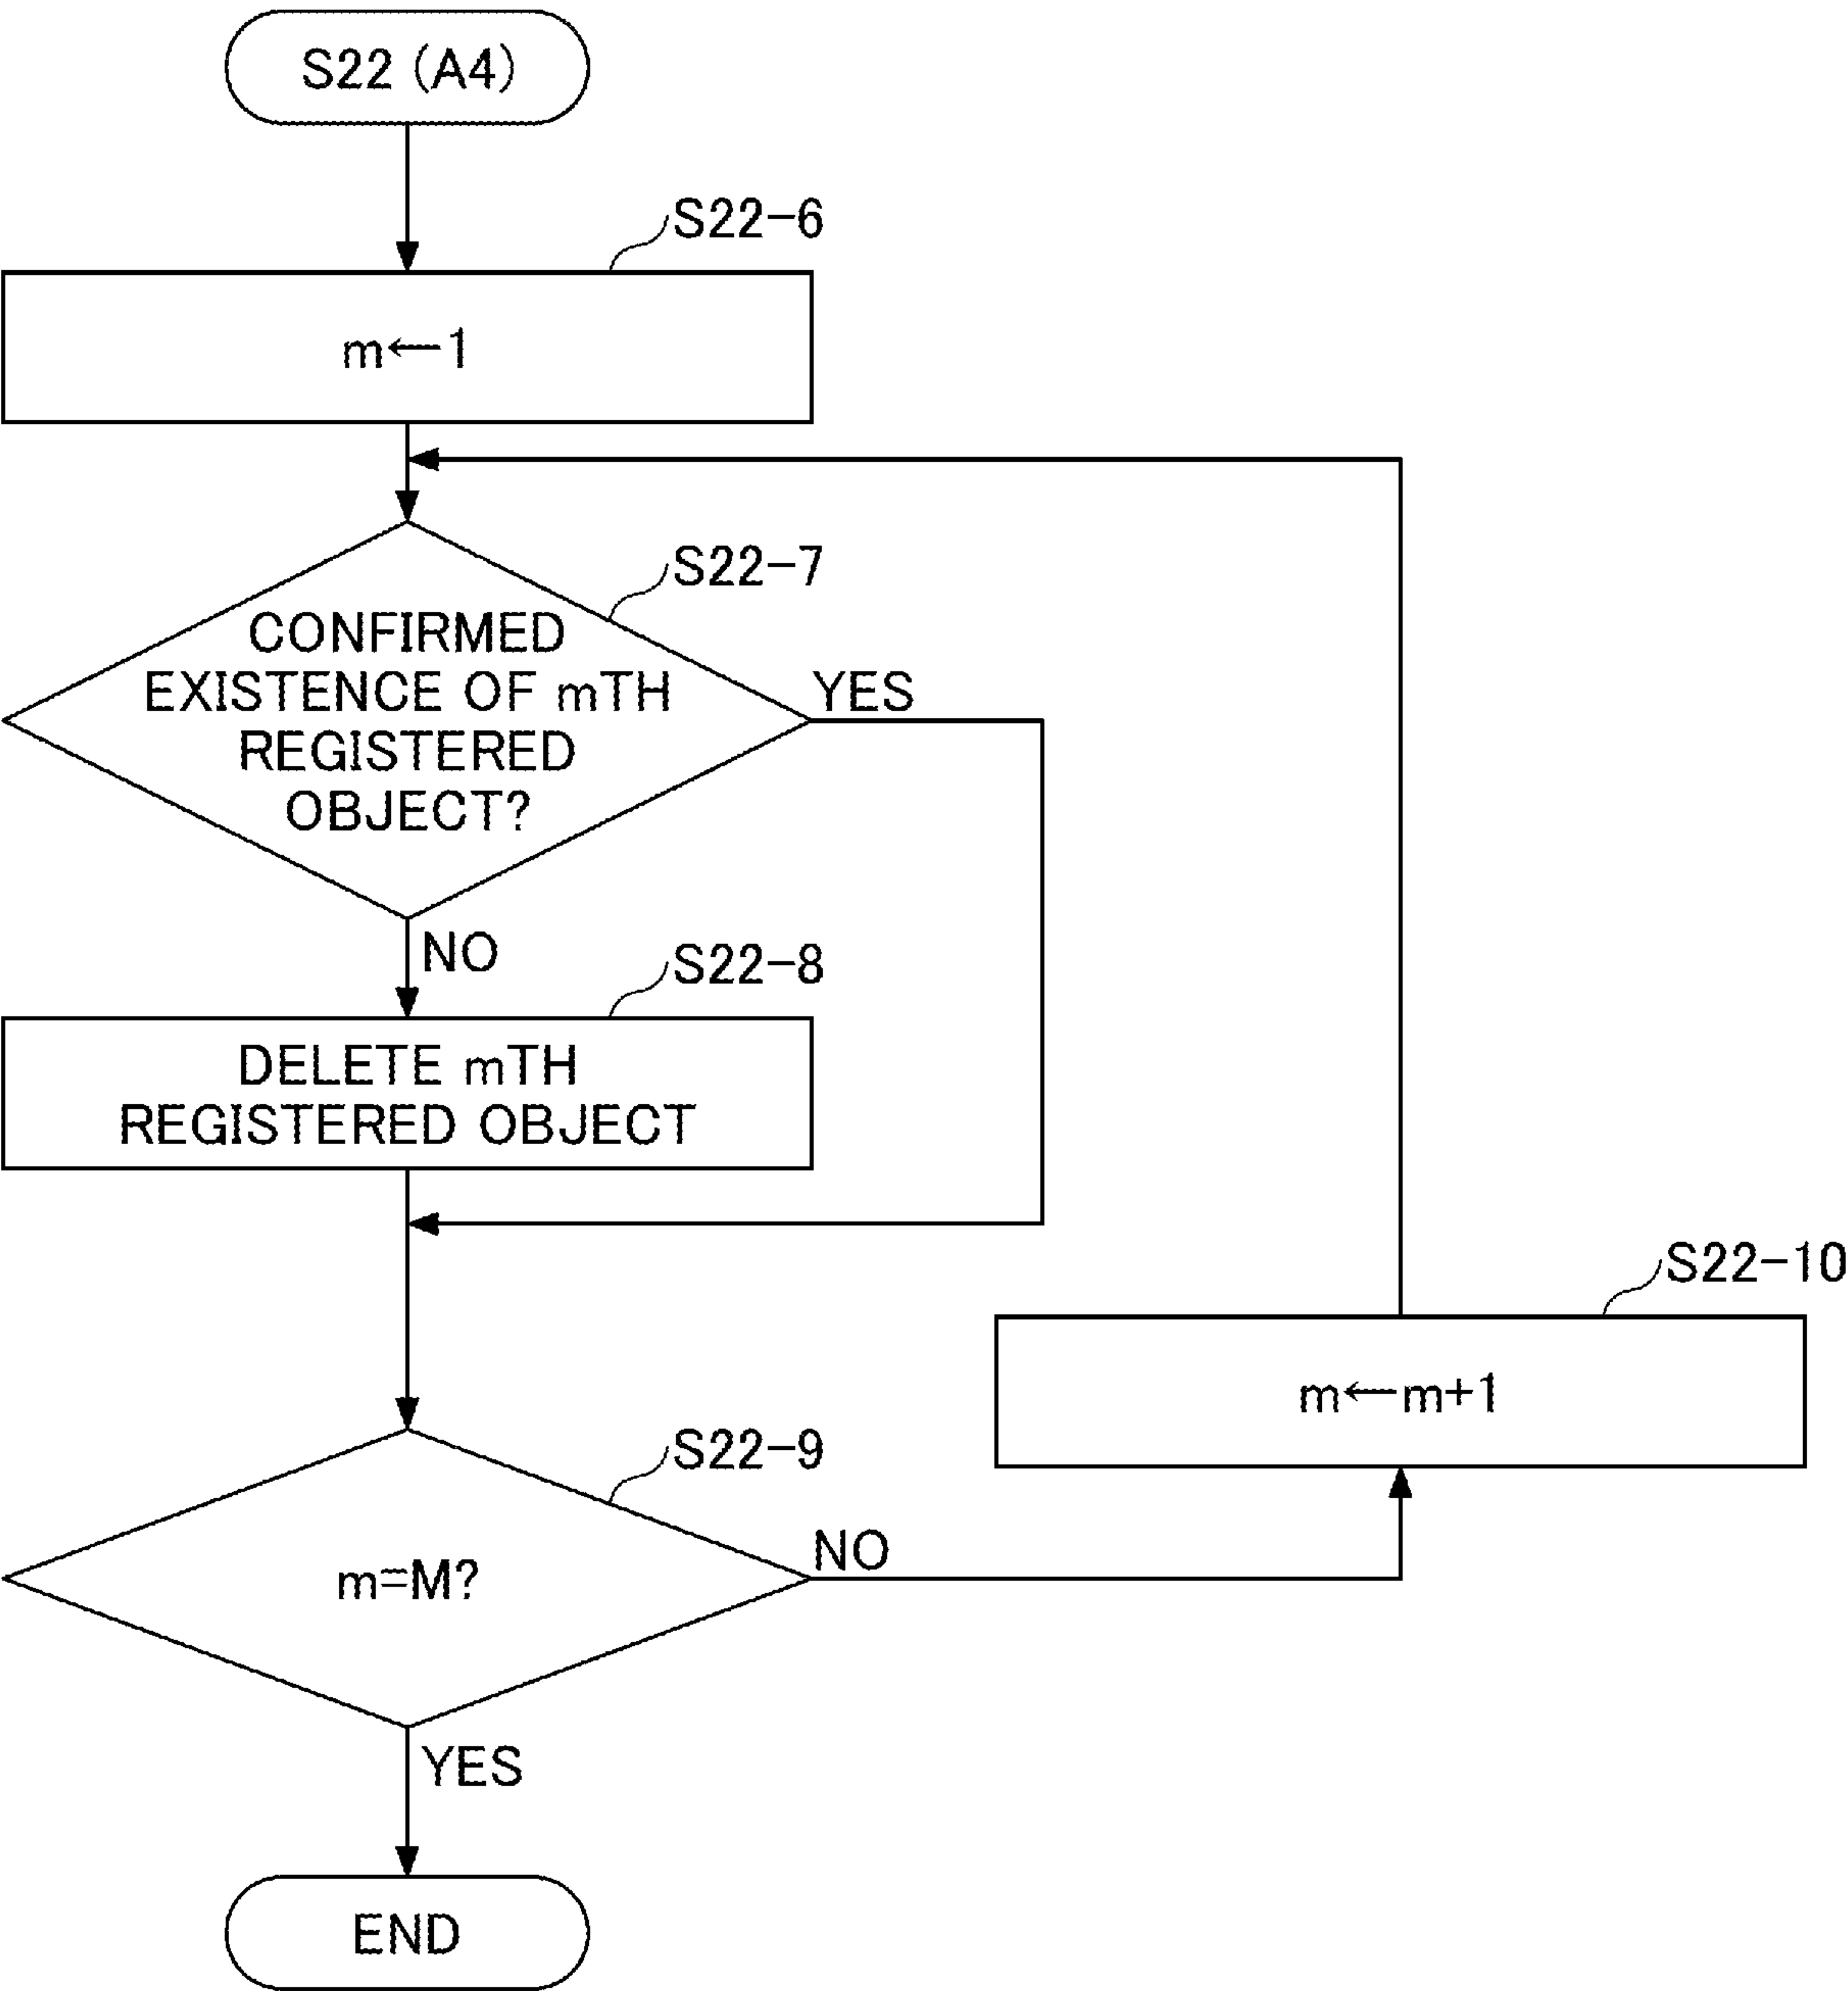 S22 (A4)
S22-6
m←1
S22-7
CONFIRMED
EXISTENCE OF mTH
REGISTERED
OBJECT?
YES
NO
S22-8
DELETE mTH
REGISTERED OBJECT
S22-10
m←m+1
S22-9
m=M?
NO
YES
END